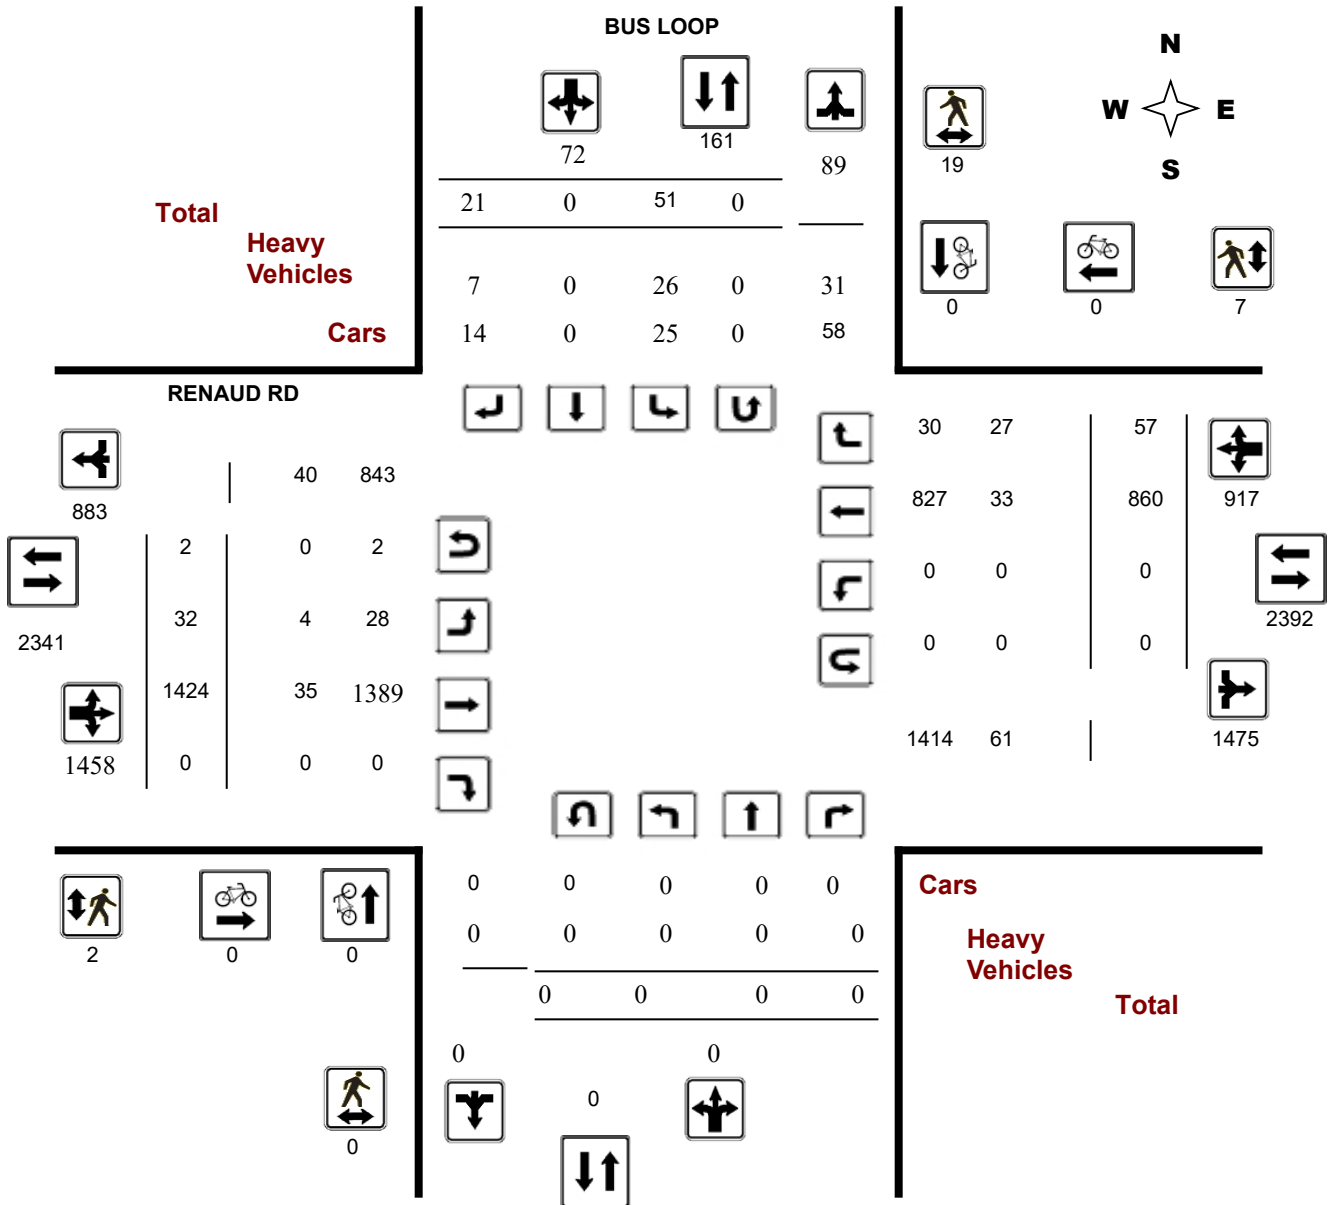 BUS LOOP
N
W E
S
72
161
89
19
21 0 51 0
Total
Heavy
Vehicles
7 0 26 0 31
0 0 7
Cars
14 0 25 0 58
RENAUD RD
30 27 57
40 843
883
827 33 860 917
2 0 2
0 0 0
32 4 28
2341
2392
0 0 0
1424 35 1389
1458 0 0 0
1414 61 1475
0 0 0 0 0
Cars
0 0 0 0 0
Heavy
Vehicles
2 0 0
0 0 0 0
Total
0 0
0
0